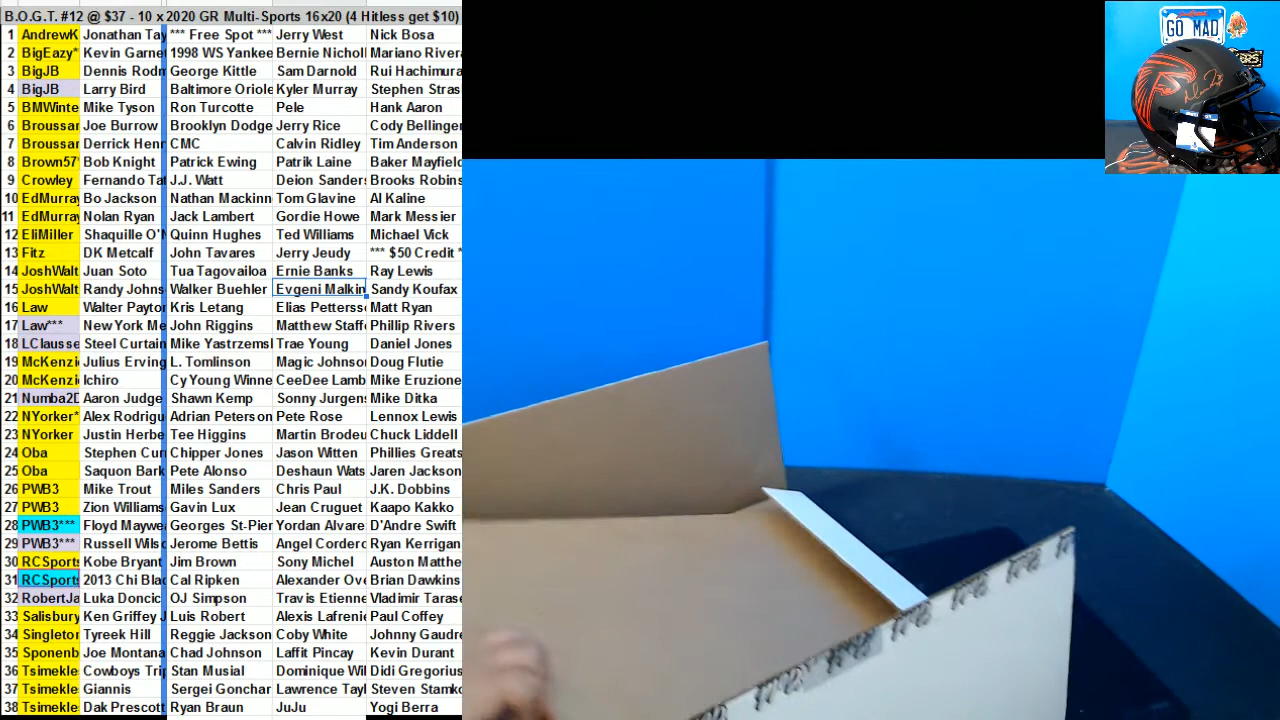 B.O.G.T. #12 @ $37 - 10 x 2020 GR Multi-Sports 16x20 (4 Hitless get $10)
1 AndrewK Jonathan Tay *** Free Spot *** Jerry West Nick Bosa
2 BigEazy* Kevin Garne 1998 WS Yankee Bernie Nicholl Mariano Rivera
3 BigJB Dennis Rodm George Kittle Sam Darnold Rui Hachimura
4 BigJB Larry Bird Baltimore Oriole Kyler Murray Stephen Stras
5 BMWinte Mike Tyson Ron Turcotte Pele Hank Aaron
6 Broussar Joe Burrow Brooklyn Dodge Jerry Rice Cody Bellinger
7 Broussar Derrick Henr CMC Calvin Ridley Tim Anderson
8 Brown57* Bob Knight Patrick Ewing Patrik Laine Baker Mayfield
9 Crowley Fernando Tat J.J. Watt Deion Sanders Brooks Robins
10 EdMurray Bo Jackson Nathan Mackinn Tom Glavine Al Kaline
11 EdMurray Nolan Ryan Jack Lambert Gordie Howe Mark Messier
12 EliMiller Shaquille O'N Quinn Hughes Ted Williams Michael Vick
13 Fitz DK Metcalf John Tavares Jerry Jeudy *** $50 Credit *
14 JoshWalt Juan Soto Tua Tagovailoa Ernie Banks Ray Lewis
15 JoshWalt Randy Johns Walker Buehler Evgeni Malkin Sandy Koufax
16 Law Walter Payton Kris Letang Elias Petterss Matt Ryan
17 Law*** New York Me John Riggins Matthew Staff Phillip Rivers
18 LClausse Steel Curtain Mike Yastrzems Trae Young Daniel Jones
19 McKenzi Julius Erving L. Tomlinson Magic Johnson Doug Flutie
20 McKenzi Ichiro Cy Young Winne CeeDee Lamb Mike Eruzione
21 Numba2D Aaron Judge Shawn Kemp Sonny Jurgens Mike Ditka
22 NYorker* Alex Rodrigu Adrian Peterson Pete Rose Lennox Lewis
23 NYorker Justin Herbe Tee Higgins Martin Brodeu Chuck Liddell
24 Oba Stephen Curr Chipper Jones Jason Witten Phillies Greats
25 Oba Saquon Bark Pete Alonso Deshaun Wats Jaren Jackson
26 PWB3 Mike Trout Miles Sanders Chris Paul J.K. Dobbins
27 PWB3 Zion Williams Gavin Lux Jean Cruguet Kaapo Kakko
28 PWB3*** Floyd Maywea Georges St-Pier Yordan Alvare D'Andre Swift
29 PWB3*** Russell Wils Jerome Bettis Angel Cordero Ryan Kerrigan
30 RCSports Kobe Bryant Jim Brown Sony Michel Auston Matthe
31 RCSports 2013 Chi Blac Cal Ripken Alexander Ove Brian Dawkins
32 RobertJa Luka Doncic OJ Simpson Travis Etienne Vladimir Tarase
33 Salisbury Ken Griffey J Luis Robert Alexis Lafrenie Paul Coffey
34 Singleton Tyreek Hill Reggie Jackson Coby White Johnny Gaudre
35 Sponenb Joe Montana Chad Johnson Laffit Pincay Kevin Durant
36 Tsimekle Cowboys Trip Stan Musial Dominique Wil Didi Gregorius
37 Tsimekle Giannis Sergei Gonchar Lawrence Tayl Steven Stamko
38 Tsimekle Dak Prescott Ryan Braun JuJu Yogi Berra
GO MAD